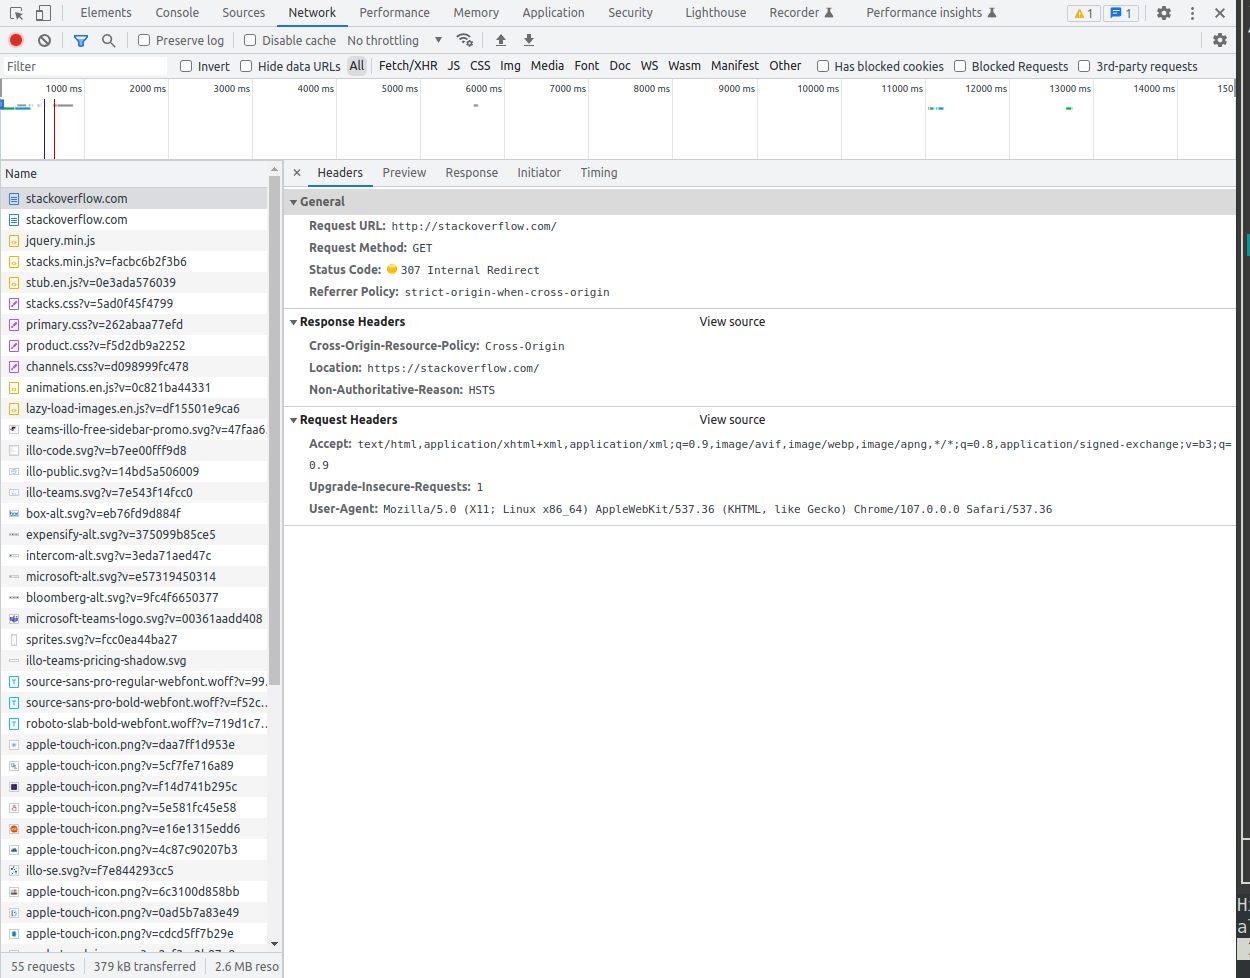 Elements Console Sources Network Performance Memory Application Security Lighthouse Recorder Performance insights 1 1
Preserve log Disable cache No throttling
Filter Invert Hide data URLs All Fetch/XHR JS CSS Img Media Font Doc WS Wasm Manifest Other Has blocked cookies Blocked Requests 3rd-party requests
1000 ms 2000 ms 3000 ms 4000 ms 5000 ms 6000 ms 7000 ms 8000 ms 9000 ms 10000 ms 11000 ms 12000 ms 13000 ms 14000 ms 150
Name
stackoverflow.com
stackoverflow.com
jquery.min.js
stacks.min.js?v=facbc6b2f3b6
stub.en.js?v=0e3ada576039
stacks.css?v=5ad0f45f4799
primary.css?v=262abaa77efd
product.css?v=f5d2db9a2252
channels.css?v=d098999fc478
animations.en.js?v=0c821ba44331
lazy-load-images.en.js?v=df15501e9ca6
teams-illo-free-sidebar-promo.svg?v=47faa6.
illo-code.svg?v=b7ee00fff9d8
illo-public.svg?v=14bd5a506009
illo-teams.svg?v=7e543f14fcc0
box-alt.svg?v=eb76fd9d884f
expensify-alt.svg?v=375099b85ce5
intercom-alt.svg?v=3eda71aed47c
microsoft-alt.svg?v=e57319450314
bloomberg-alt.svg?v=9fc4f6650377
microsoft-teams-logo.svg?v=00361aadd408
sprites.svg?v=fcc0ea44ba27
illo-teams-pricing-shadow.svg
source-sans-pro-regular-webfont.woff?v=99.
source-sans-pro-bold-webfont.woff?v=f52c..
roboto-slab-bold-webfont.woff?v=719d1c7..
apple-touch-icon.png?v=daa7ff1d953e
apple-touch-icon.png?v=5cf7fe716a89
apple-touch-icon.png?v=f14d741b295c
apple-touch-icon.png?v=5e581fc45e58
apple-touch-icon.png?v=e16e1315edd6
apple-touch-icon.png?v=4c87c90207b3
illo-se.svg?v=f7e844293cc5
apple-touch-icon.png?v=6c3100d858bb
apple-touch-icon.png?v=0ad5b7a83e49
apple-touch-icon.png?v=cdcd5ff7b29e
55 requests 379 kB transferred 2.6 MB reso
Headers Preview Response Initiator Timing
General
Request URL: http://stackoverflow.com/
Request Method: GET
Status Code: 307 Internal Redirect
Referrer Policy: strict-origin-when-cross-origin
Response Headers View source
Cross-Origin-Resource-Policy: Cross-Origin
Location: https://stackoverflow.com/
Non-Authoritative-Reason: HSTS
Request Headers View source
Accept: text/html,application/xhtml+xml,application/xml;q=0.9,image/avif,image/webp,image/apng,*/*;q=0.8,application/signed-exchange;v=b3;q=
0.9
Upgrade-Insecure-Requests: 1
User-Agent: Mozilla/5.0 (X11; Linux x86_64) AppleWebKit/537.36 (KHTML, like Gecko) Chrome/107.0.0.0 Safari/537.36